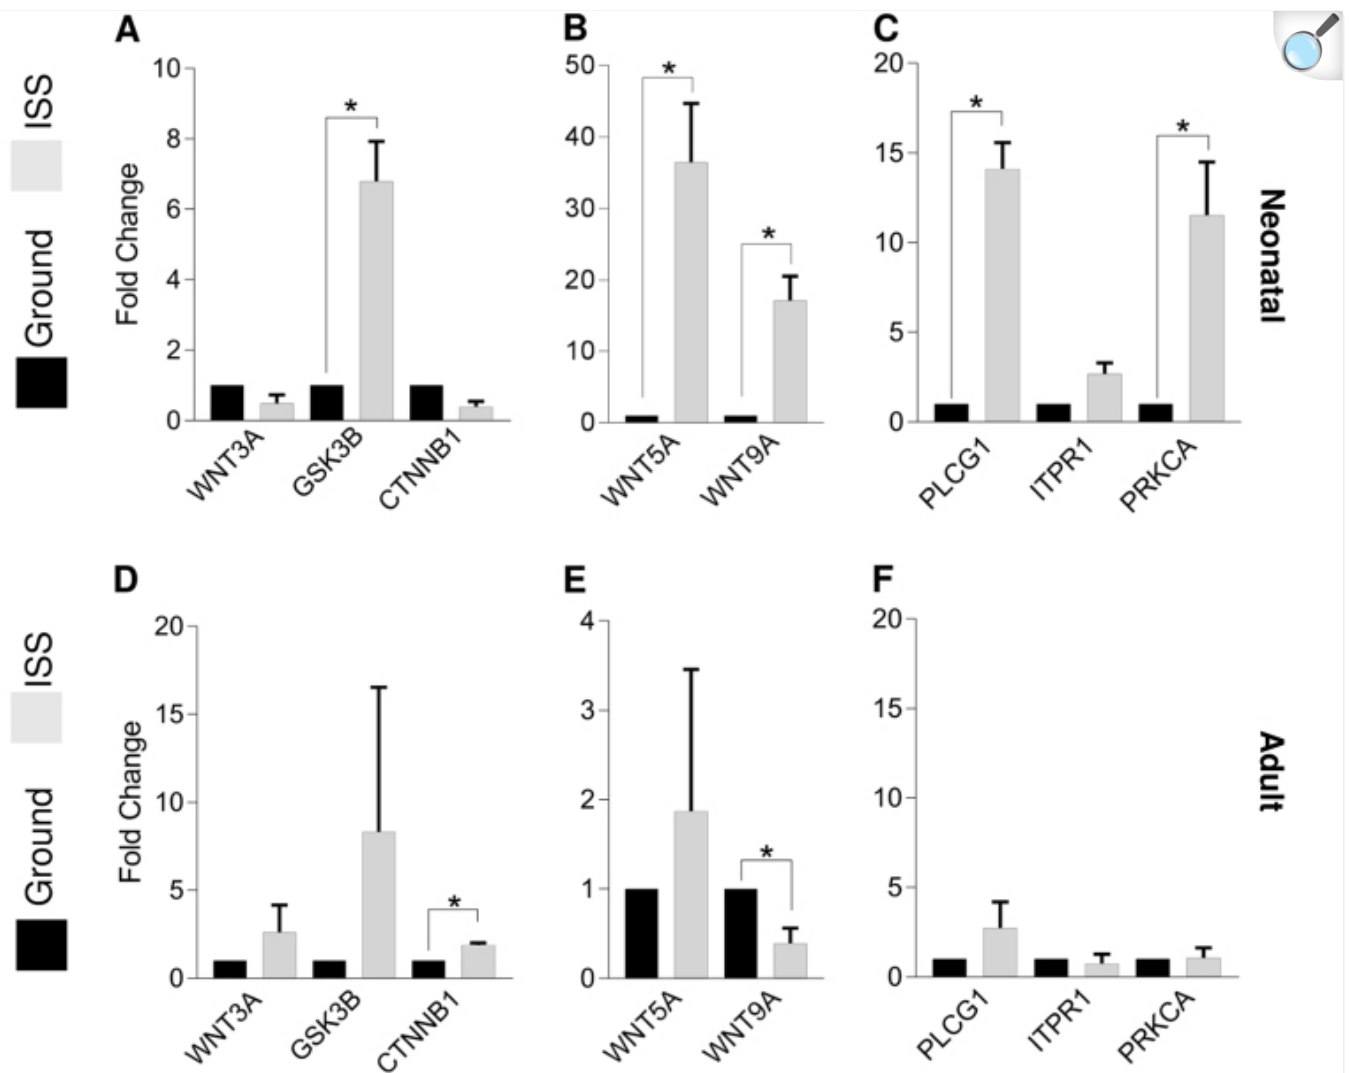 A
B
C
ISS
Ground
Fold Change
10
8
6
4
2
0
*
WNT3A
GSK3B
CTNNB1
50
40
30
20
10
0
*
*
WNT5A
WNT9A
20
15
10
5
0
*
*
PLCG1
ITPR1
PRKCA
Neonatal
D
E
F
ISS
Ground
Fold Change
20
15
10
5
0
*
WNT3A
GSK3B
CTNNB1
4
3
2
1
0
*
WNT5A
WNT9A
20
15
10
5
0
PLCG1
ITPR1
PRKCA
Adult